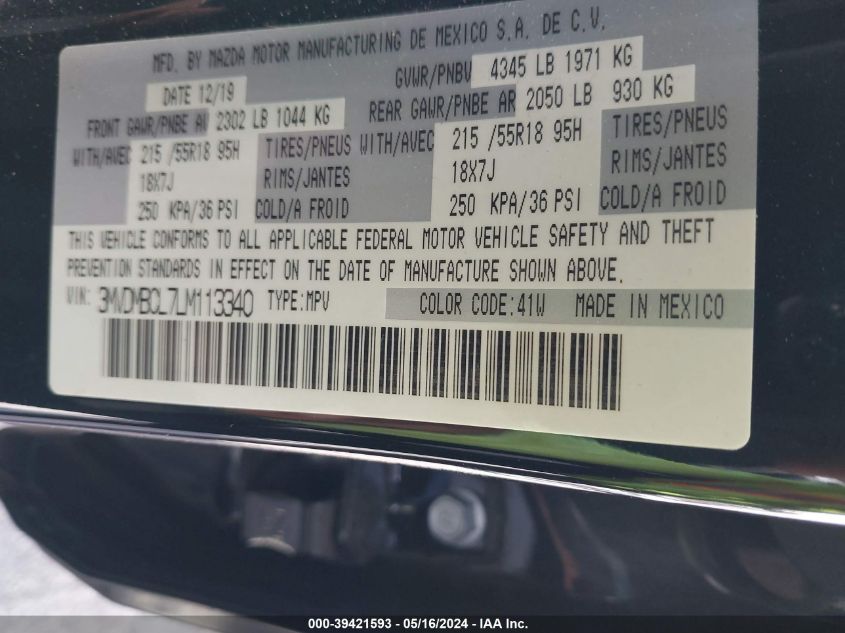 MFD. BY MAZDA MOTOR MANUFACTURING DE MEXICO S.A. DE C.V.
DATE 12/19 GVWR/PNBV 4345 LB 1971 KG
FRONT GAWR/PNBE AV 2302 LB 1044 KG REAR GAWR/PNBE AR 2050 LB 930 KG
WITH/AVEC 215 /55R18 95H TIRES/PNEUS WITH/AVEC 215 /55R18 95H TIRES/PNEUS
18X7J RIMS/JANTES 18X7J RIMS/JANTES
250 KPA/36 PSI COLD/A FROID 250 KPA/36 PSI COLD/A FROID
THIS VEHICLE CONFORMS TO ALL APPLICABLE FEDERAL MOTOR VEHICLE SAFETY AND THEFT
PREVENTION STANDARDS IN EFFECT ON THE DATE OF MANUFACTURE SHOWN ABOVE.
VIN: 3MVDMBCL7LM113340 TYPE:MPV COLOR CODE:41W MADE IN MEXICO
000-39421593 - 05/16/2024 - IAA Inc.